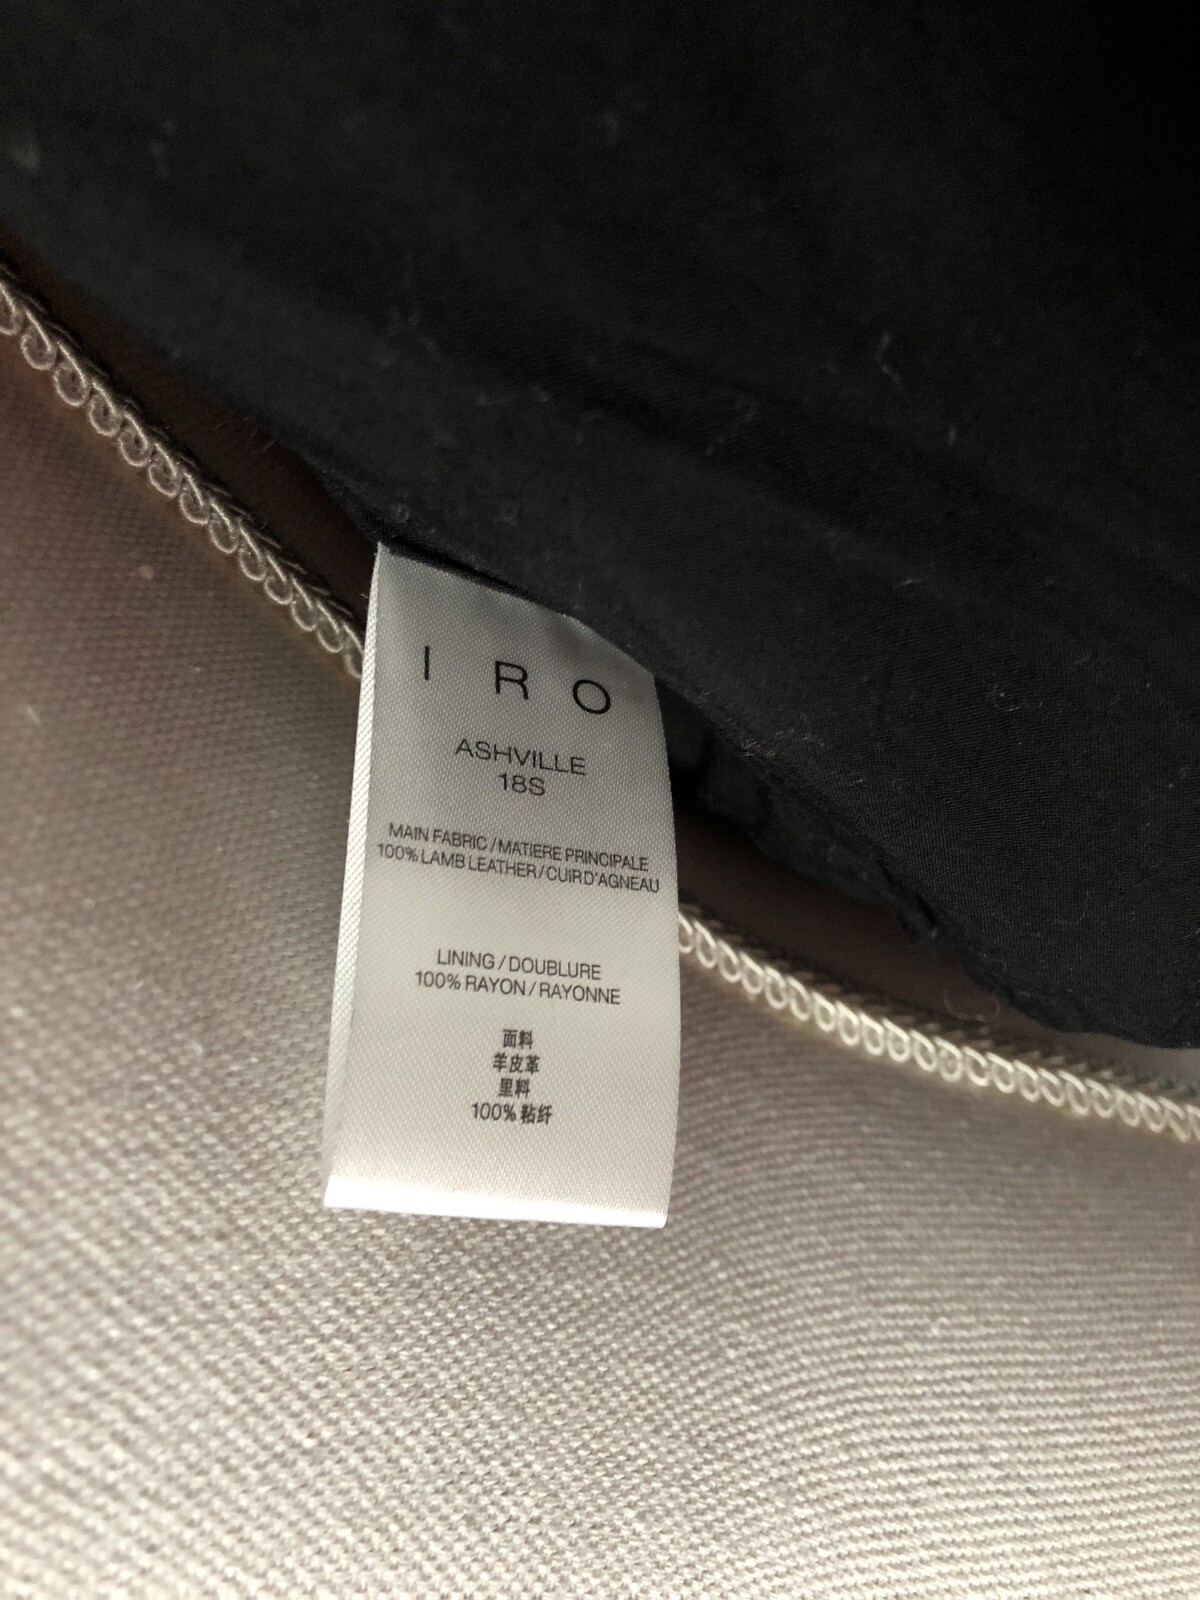 I R O
ASHVILLE
18S
MAIN FABRIC / MATIERE PRINCIPALE
100% LAMB LEATHER / CUIR D'AGNEAU
LINING / DOUBLURE
100% RAYON / RAYONNE
面料
羊皮革
里料
100% 粘纤